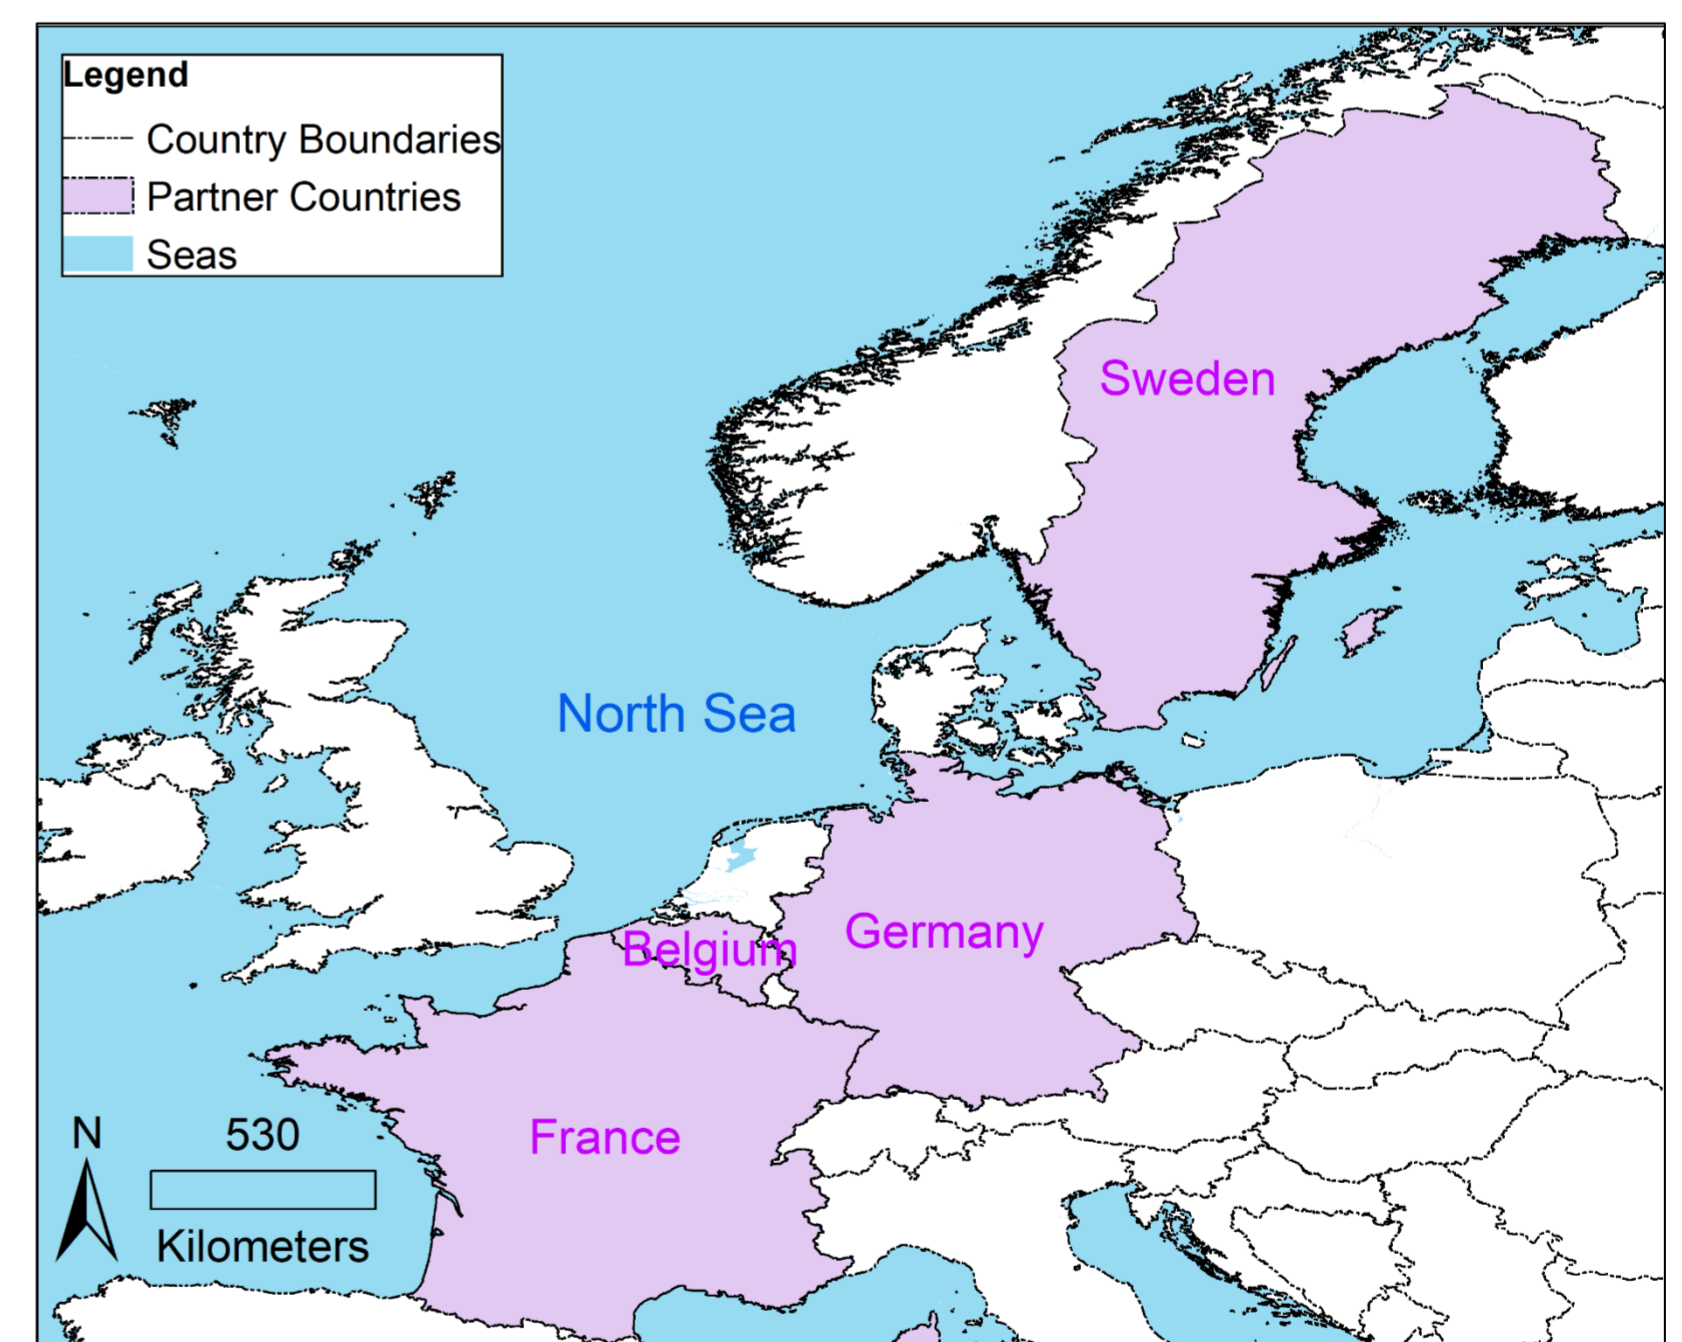 Legend
Country Boundaries
Partner Countries
Seas
Sweden
North Sea
Belgium
Germany
France
N
530
Kilometers